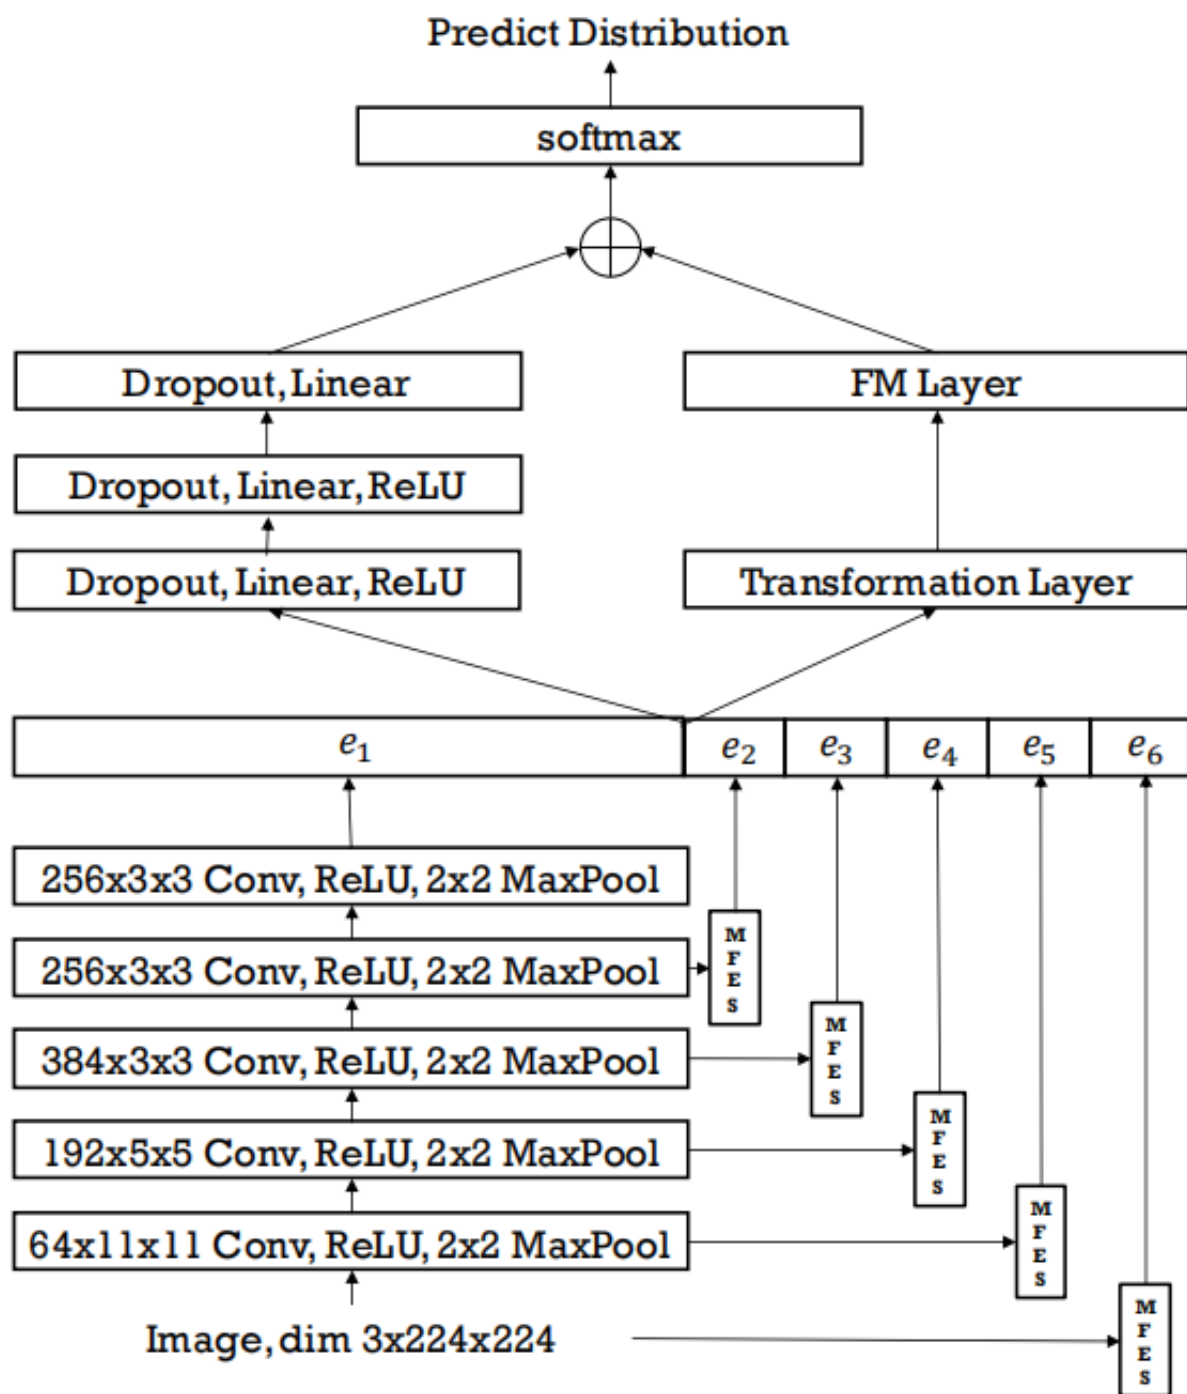 Predict Distribution
softmax
Dropout, Linear
FM Layer
Dropout, Linear, ReLU
Dropout, Linear, ReLU
Transformation Layer
e₁ e₂ e₃ e₄ e₅ e₆
256x3x3 Conv, ReLU, 2x2 MaxPool
256x3x3 Conv, ReLU, 2x2 MaxPool
MFES
384x3x3 Conv, ReLU, 2x2 MaxPool
MFES
192x5x5 Conv, ReLU, 2x2 MaxPool
MFES
64x11x11 Conv, ReLU, 2x2 MaxPool
MFES
Image, dim 3x224x224
MFES